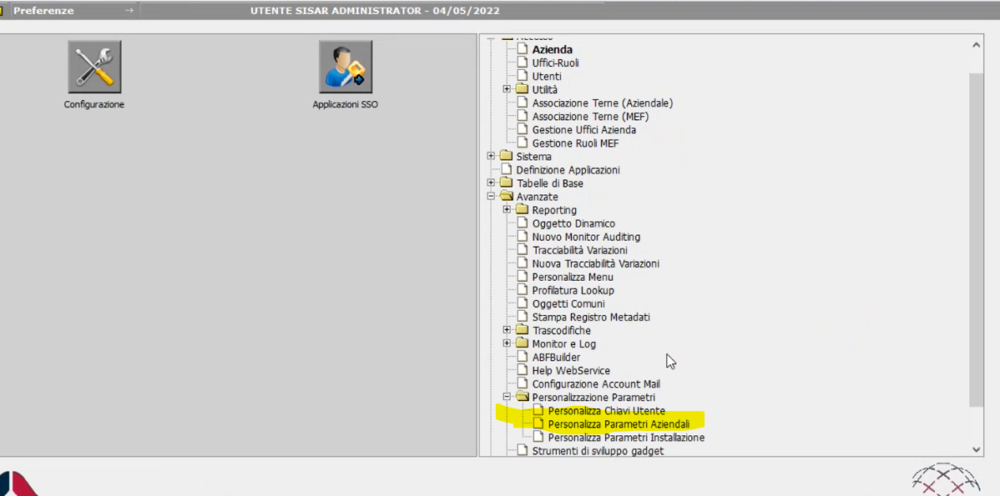 Preferenze
UTENTE SISAR ADMINISTRATOR - 04/05/2022
Configurazione
Applicazioni SSO
Accesso
Azienda
Uffici-Ruoli
Utenti
Utilità
Associazione Terne (Aziendale)
Associazione Terne (MEF)
Gestione Uffici Azienda
Gestione Ruoli MEF
Sistema
Definizione Applicazioni
Tabelle di Base
Avanzate
Reporting
Oggetto Dinamico
Nuovo Monitor Auditing
Tracciabilità Variazioni
Nuova Tracciabilità Variazioni
Personalizza Menu
Profilatura Lookup
Oggetti Comuni
Stampa Registro Metadati
Trascodifiche
Monitor e Log
ABFBuilder
Help WebService
Configurazione Account Mail
Personalizzazione Parametri
Personalizza Chiavi Utente
Personalizza Parametri Aziendali
Personalizza Parametri Installazione
Strumenti di sviluppo gadget